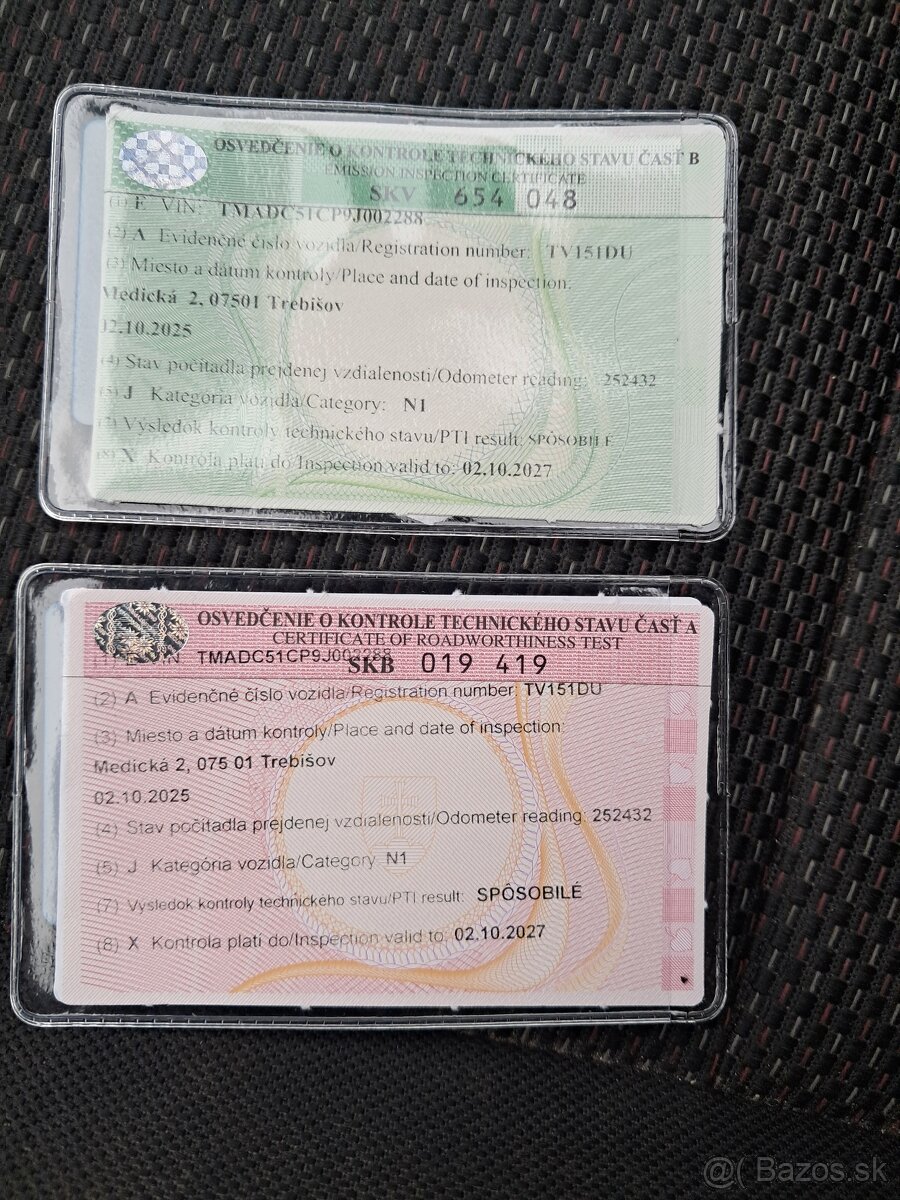 OSVEDČENIE O KONTROLE TECHNICKÉHO STAVU ČASŤ B
EMISSION INSPECTION CERTIFICATE
SKV 654 048
(1) E VIN: TMADC51CP9J002288
(2) A Evidenčné číslo vozidla/Registration number: TV151DU
(3) Miesto a dátum kontroly/Place and date of inspection:
Medická 2, 07501 Trebišov
02.10.2025
(4) Stav počítadla prejdenej vzdialenosti/Odometer reading: 252432
(5) J Kategória vozidla/Category: N1
(7) Výsledok kontroly technického stavu/PTI result: SPÔSOBILÉ
(8) X Kontrola platí do/Inspection valid to: 02.10.2027
OSVEDČENIE O KONTROLE TECHNICKÉHO STAVU ČASŤ A
CERTIFICATE OF ROADWORTHINESS TEST
(1) E VIN: TMADC51CP9J002288
SKB 019 419
(2) A Evidenčné číslo vozidla/Registration number: TV151DU
(3) Miesto a dátum kontroly/Place and date of inspection:
Medická 2, 075 01 Trebišov
02.10.2025
(4) Stav počítadla prejdenej vzdialenosti/Odometer reading: 252432
(5) J Kategória vozidla/Category: N1
(7) Výsledok kontroly technického stavu/PTI result: SPÔSOBILÉ
(8) X Kontrola platí do/Inspection valid to: 02.10.2027
@( Bazos.sk